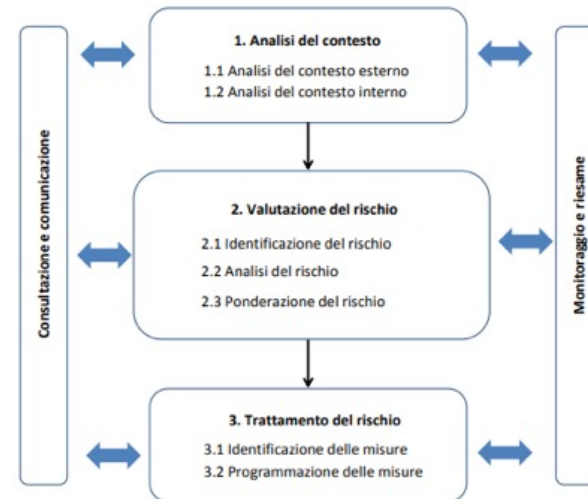 Consultazione e comunicazione
1. Analisi del contesto
1.1 Analisi del contesto esterno
1.2 Analisi del contesto interno
2. Valutazione del rischio
2.1 Identificazione del rischio
2.2 Analisi del rischio
2.3 Ponderazione del rischio
3. Trattamento del rischio
3.1 Identificazione delle misure
3.2 Programmazione delle misure
Monitoraggio e riesame